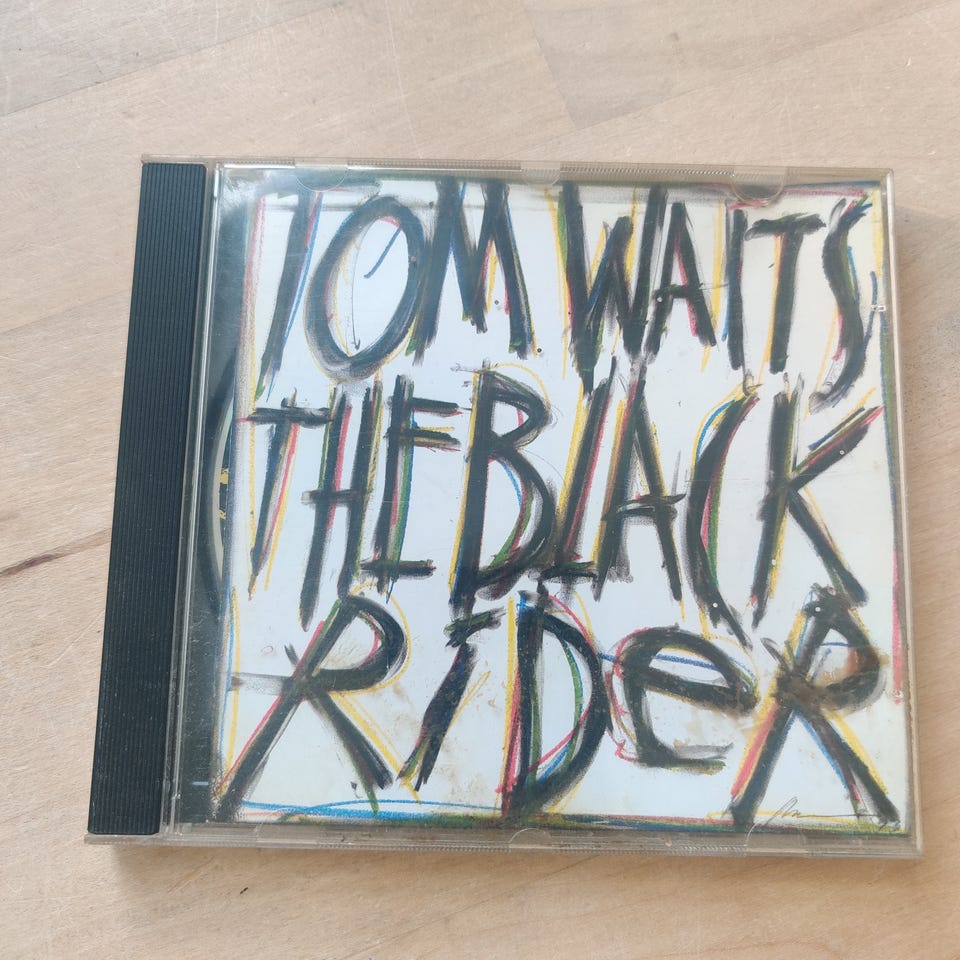 TOM WAITS
THE BLACK
RiDeR